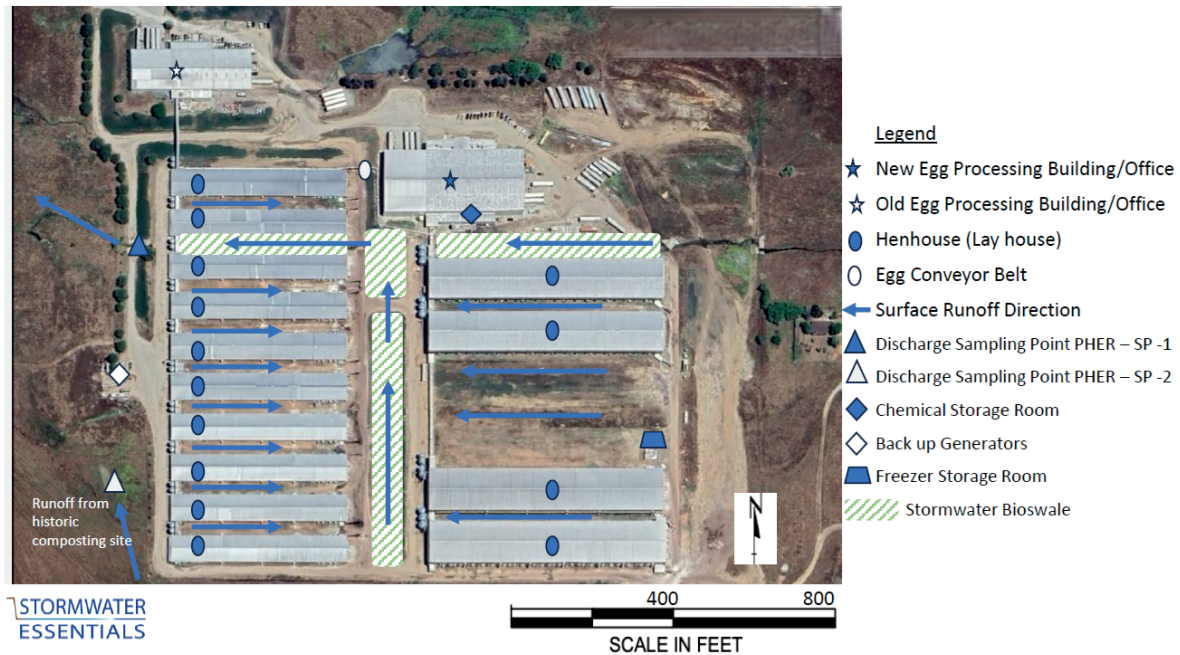 Legend
New Egg Processing Building/Office
Old Egg Processing Building/Office
Henhouse (Lay house)
Egg Conveyor Belt
Surface Runoff Direction
Discharge Sampling Point PHER – SP -1
Discharge Sampling Point PHER – SP -2
Chemical Storage Room
Back up Generators
Freezer Storage Room
Stormwater Bioswale
Runoff from
historic
composting site
N
STORMWATER
ESSENTIALS
400 800
SCALE IN FEET